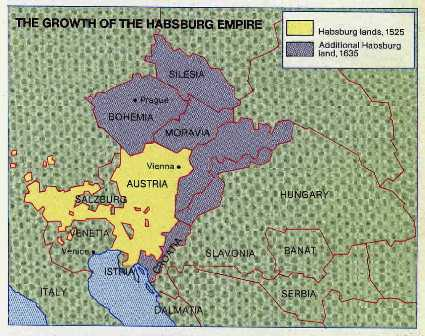 THE GROWTH OF THE HABSBURG EMPIRE
Habsburg lands, 1525
Additional Habsburg
land, 1635
SILESIA
Prague
BOHEMIA
MORAVIA
Vienna
AUSTRIA
HUNGARY
SALZBURG
VENETIA
Venice
ISTRIA
CROATIA
SLAVONIA
BANAT
SERBIA
ITALY
DALMATIA